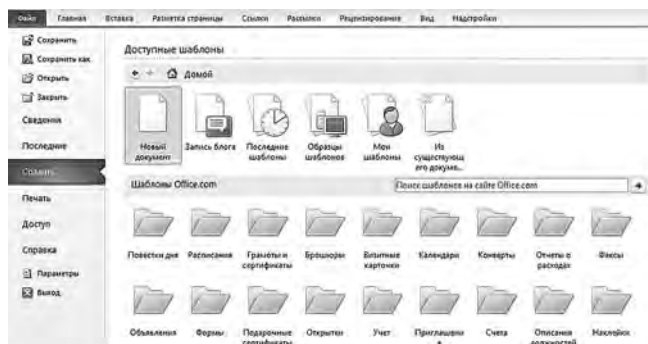 Файл Главная Вставка Разметка страницы Ссылки Рассылки Рецензирование Вид Надстройки
Сохранить
Сохранить как
Открыть
Закрыть
Сведения
Последние
Создать
Печать
Доступ
Справка
Параметры
Выход
Доступные шаблоны
Домой
Новый документ
Запись блога
Последние шаблоны
Образцы шаблонов
Мои шаблоны
Из существующ его докуме...
Шаблоны Office.com
Поиск шаблонов на сайте Office.com
Повестки дня Расписания Грамоты и сертификаты Брошюры Визитные карточки Календари Конверты Отчеты о расходах Факсы
Объявления Формы Подарочные сертификаты Открытки Учет Приглашени я Счета Описания должностей Наклейки